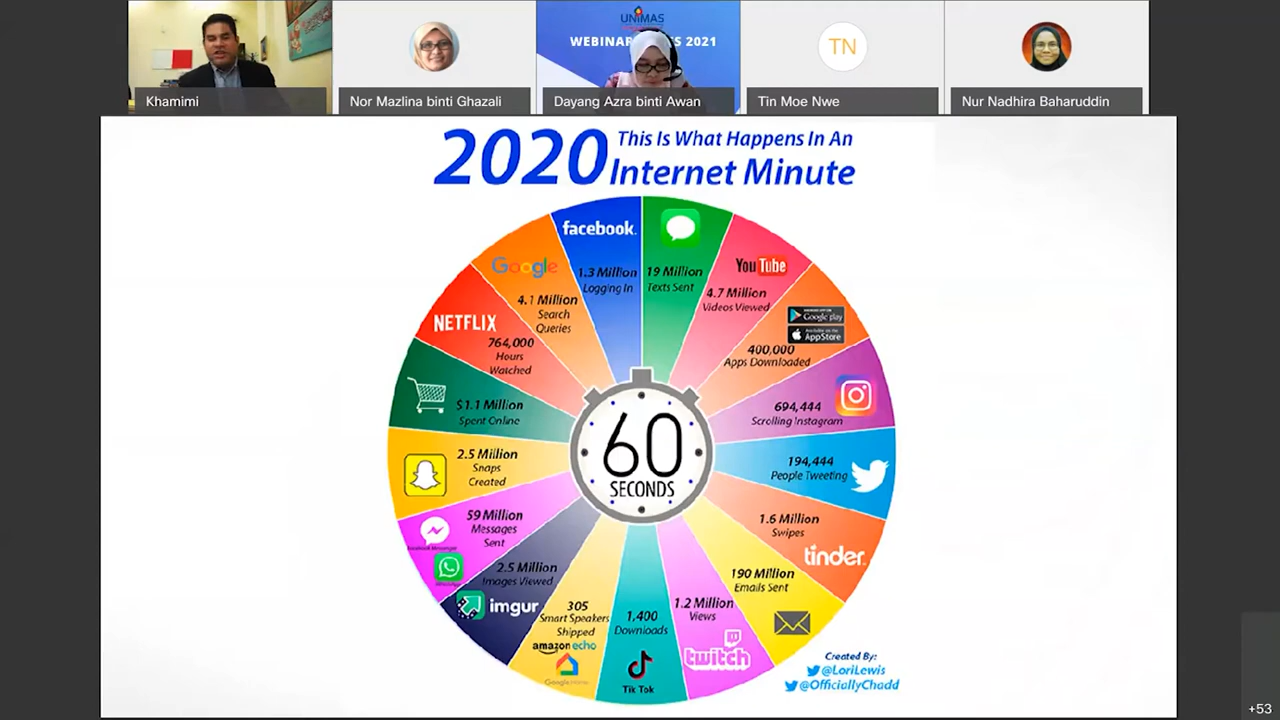 UNIMAS
WEBINAR
2021
TN
Khamimi
Nor Mazlina binti Ghazali
Dayang Azra binti Awan
Tin Moe Nwe
Nur Nadhira Baharuddin
2020 This Is What Happens In An
Internet Minute
facebook.
1.3 Million
Logging In
19 Million
Texts Sent
YouTube
4.7 Million
Videos Viewed
Google play
Available on the
App Store
400,000
Apps Downloaded
694,444
Scrolling Instagram
194,444
People Tweeting
1.6 Million
Swipes
tinder.
190 Million
Emails Sent
1.2 Million
Views
twitch
1,400
Downloads
Tik Tok
305
Smart Speakers
Shipped
amazon echo
Google Home
2.5 Million
Images Viewed
imgur
59 Million
Messages
Sent
Facebook Messenger
2.5 Million
Snaps
Created
$1.1 Million
Spent Online
NETFLIX
764,000
Hours
Watched
Google
4.1 Million
Search
Queries
60
SECONDS
Created By:
@LoriLewis
@OfficiallyChadd
+53